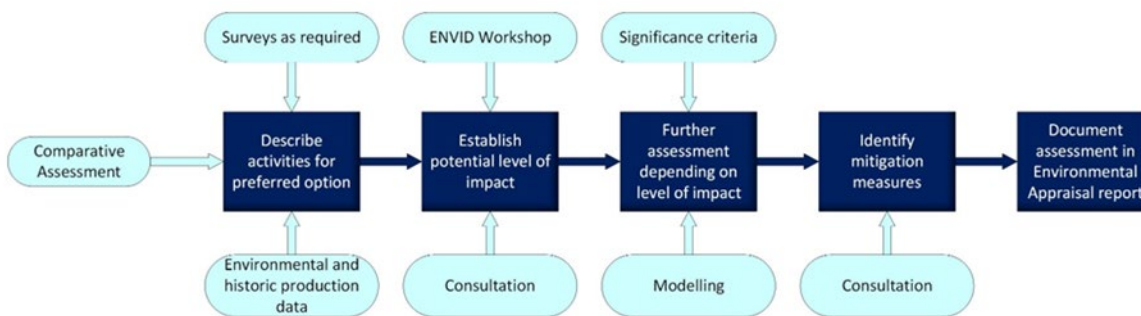 Surveys as required
ENVID Workshop
Significance criteria
Comparative
Assessment
Describe
activities for
preferred option
Establish
potential level of
impact
Further
assessment
depending on
level of impact
Identify
mitigation
measures
Document
assessment in
Environmental
Appraisal report
Environmental and
historic production
data
Consultation
Modelling
Consultation